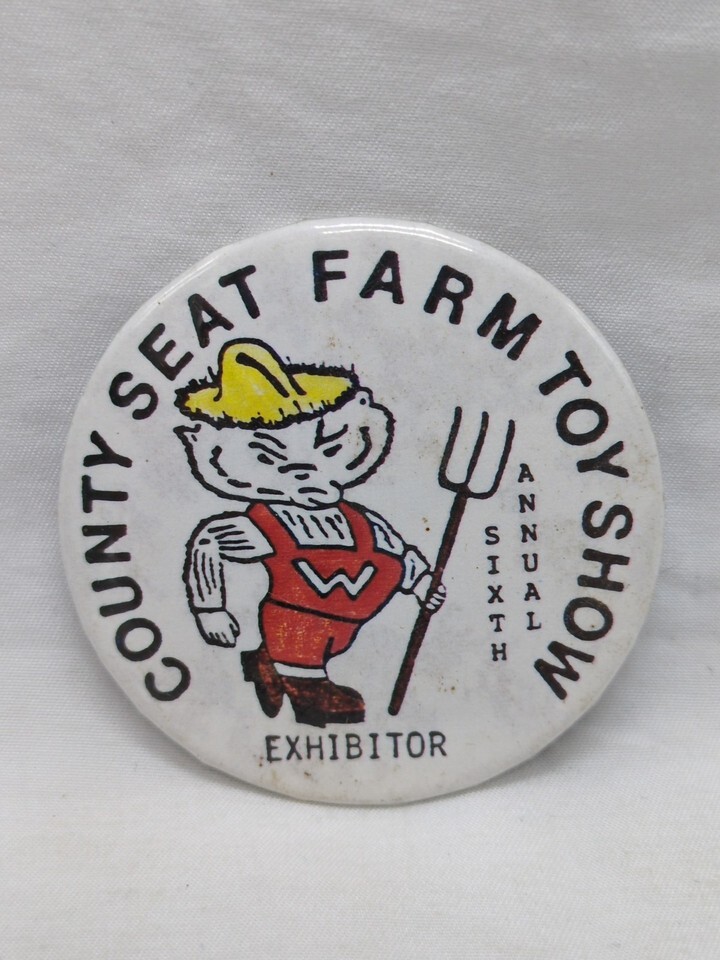 COUNTY SEAT FARM TOY SHOW
SIXTH
ANNUAL
W
EXHIBITOR